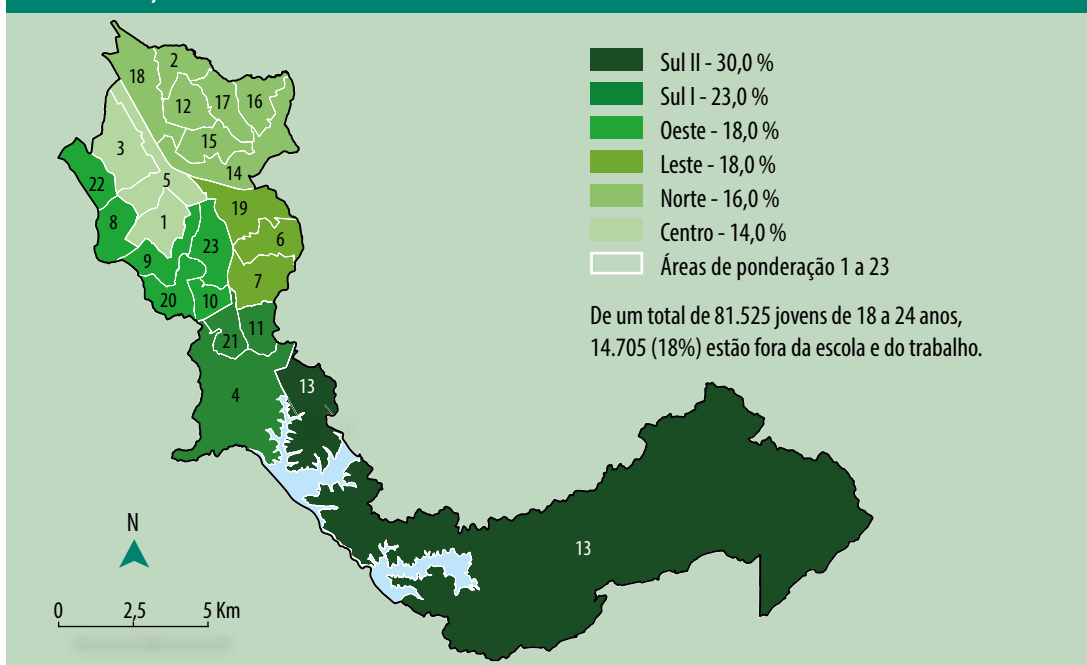 18
2
12
17
16
15
14
3
5
22
19
8
1
23
6
9
7
20
10
11
21
4
13
13
Sul II - 30,0 %
Sul I - 23,0 %
Oeste - 18,0 %
Leste - 18,0 %
Norte - 16,0 %
Centro - 14,0 %
Áreas de ponderação 1 a 23
De um total de 81.525 jovens de 18 a 24 anos,
14.705 (18%) estão fora da escola e do trabalho.
N
0 2,5 5 Km